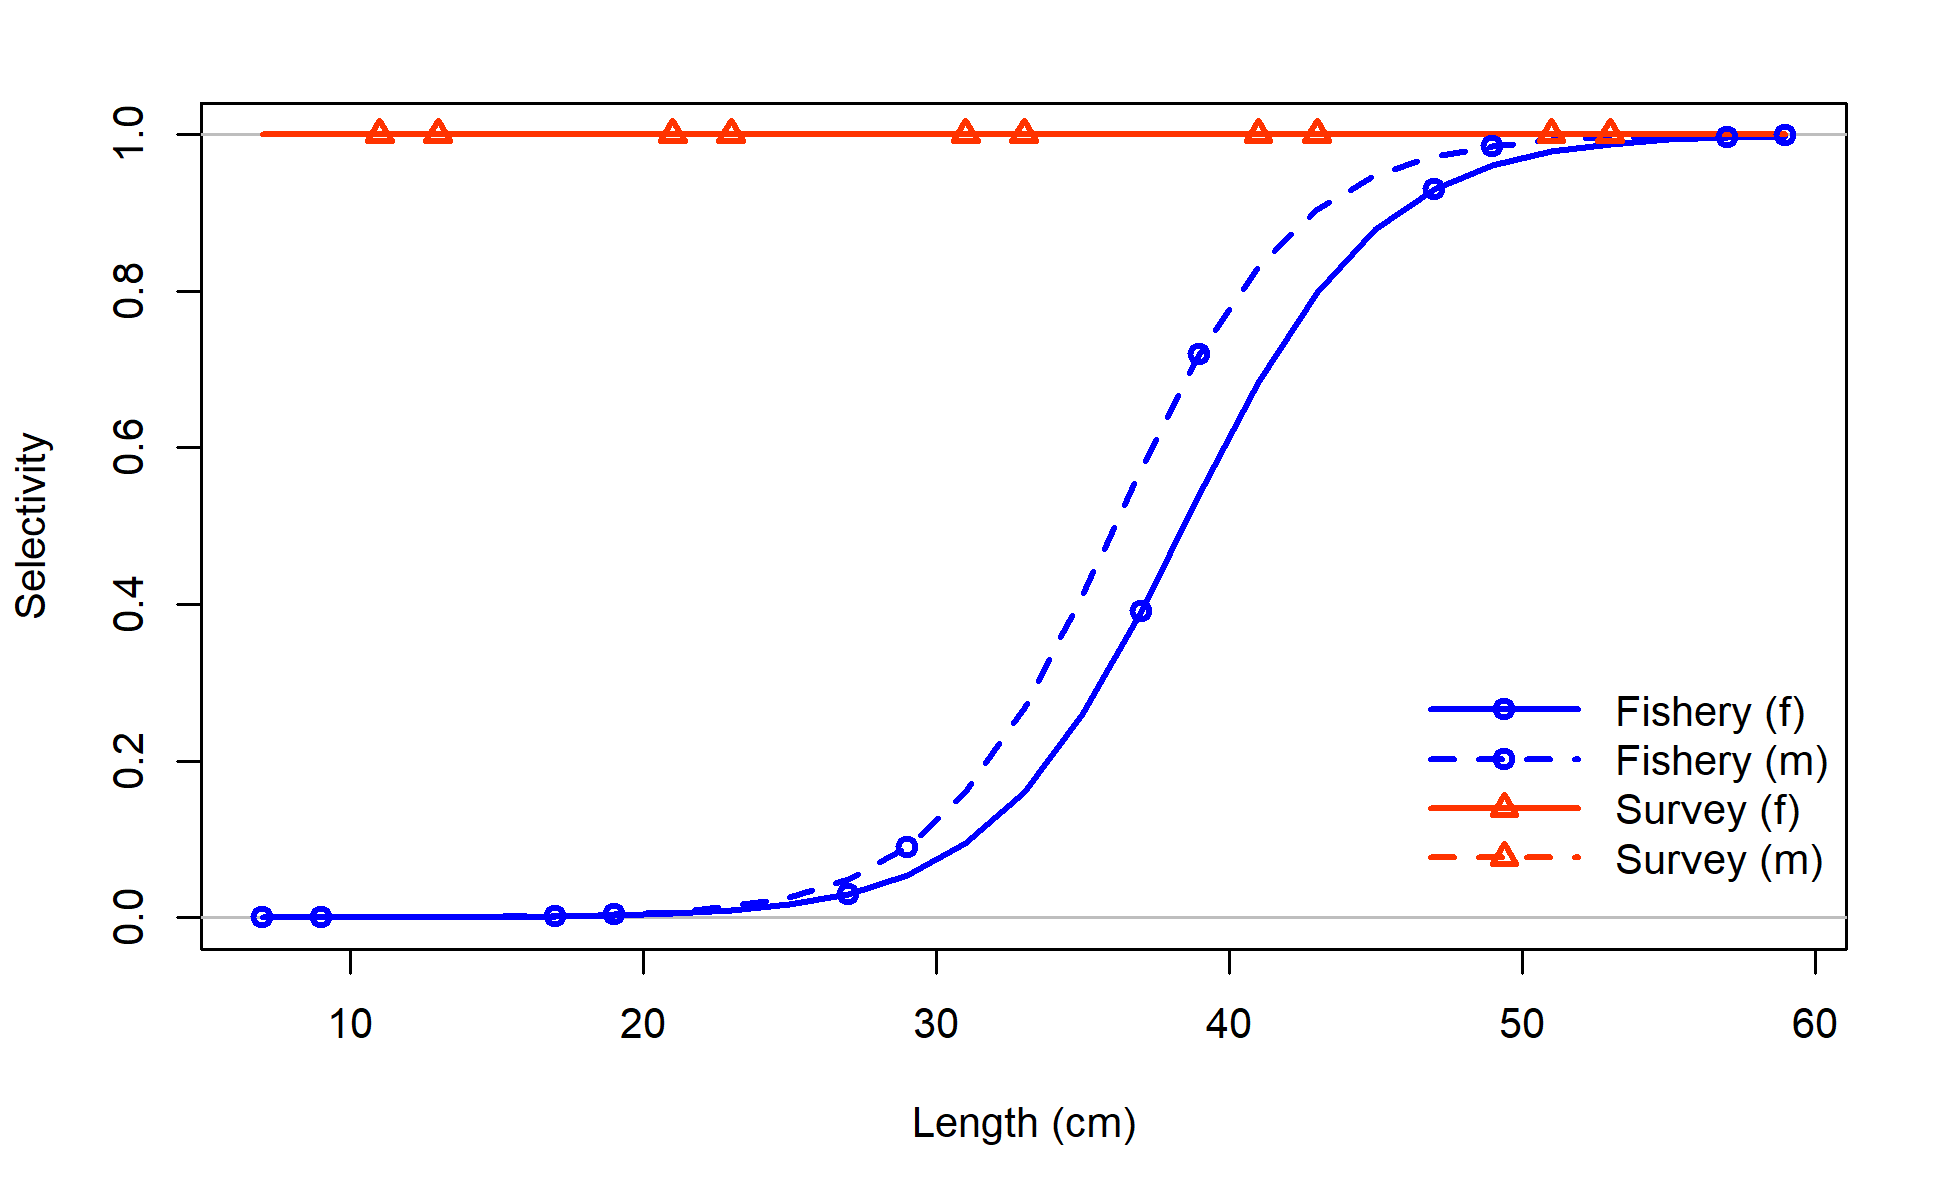 1.0
0.8
0.6
0.4
0.2
0.0
Selectivity
10 20 30 40 50 60
Length (cm)
Fishery (f)
Fishery (m)
Survey (f)
Survey (m)